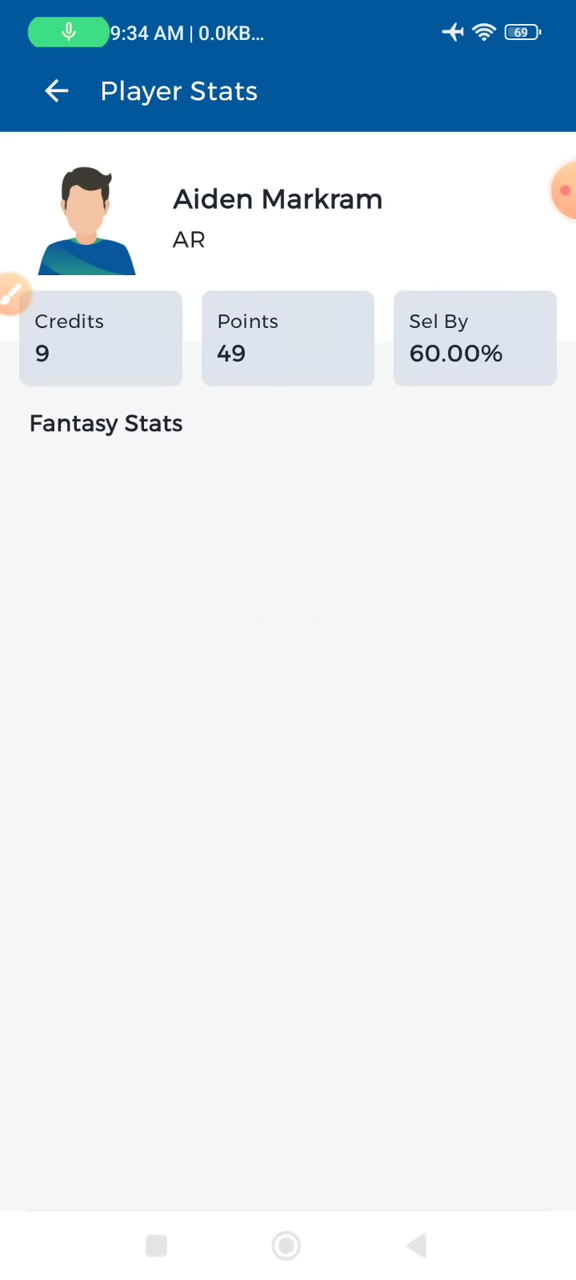 9:34 AM | 0.0KB...
69
Player Stats
Aiden Markram
AR
Credits
9
Points
49
Sel By
60.00%
Fantasy Stats